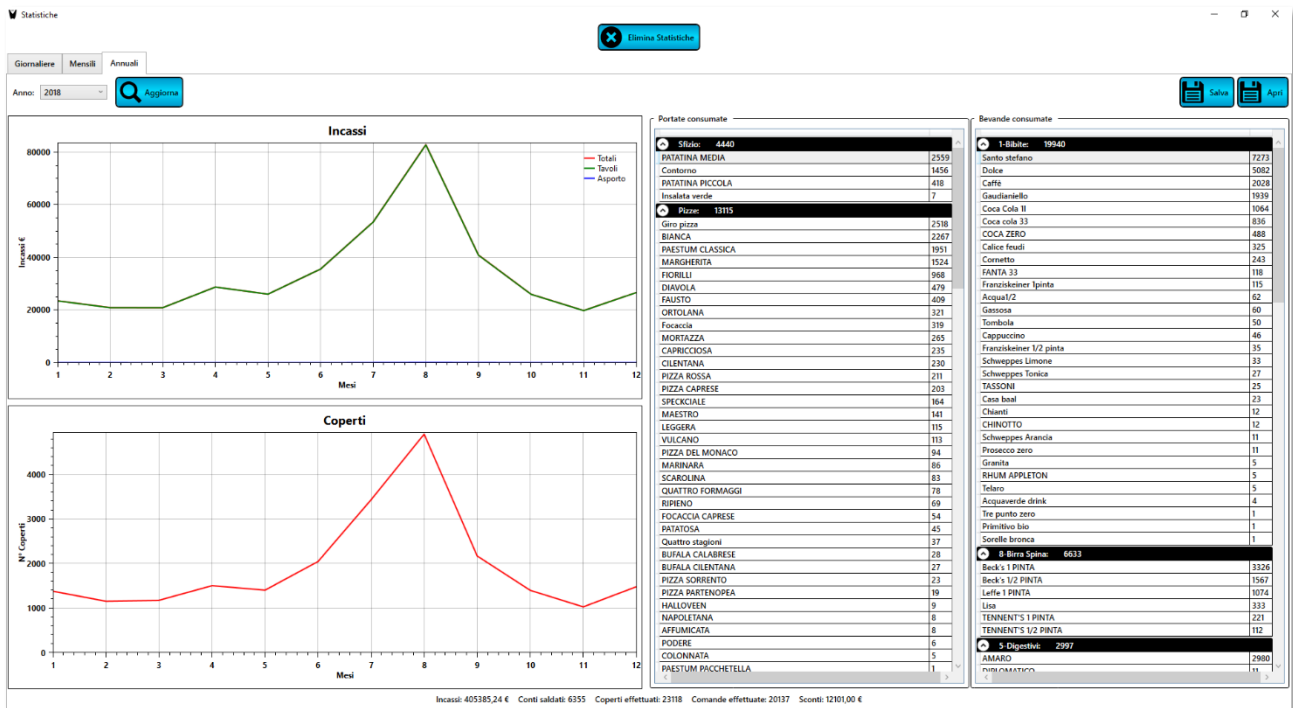 Statistiche
Elimina Statistiche
Giornaliere Mensili Annuali
Anno: 2018 Aggiorna Salva Apri
Incassi
Totali
Tavoli
Asporto
Incassi €
80000
60000
40000
20000
0
1 2 3 4 5 6 7 8 9 10 11 12
Mesi
Coperti
N° Coperti
4000
3000
2000
1000
0
1 2 3 4 5 6 7 8 9 10 11 12
Mesi
Portate consumate
Sfizio: 4440
PATATINA MEDIA 2559
Contorno 1456
PATATINA PICCOLA 418
Insalata verde 7
Pizze: 13115
Giro pizza 2518
BIANCA 2267
PAESTUM CLASSICA 1951
MARGHERITA 1524
FIORILLI 968
DIAVOLA 479
FAUSTO 409
ORTOLANA 321
Focaccia 319
MORTAZZA 265
CAPRICCIOSA 235
CILENTANA 230
PIZZA ROSSA 211
PIZZA CAPRESE 203
SPECKCIALE 164
MAESTRO 141
LEGGERA 115
VULCANO 113
PIZZA DEL MONACO 94
MARINARA 86
SCAROLINA 83
QUATTRO FORMAGGI 78
RIPIENO 69
FOCACCIA CAPRESE 54
PATATOSA 45
Quattro stagioni 37
BUFALA CALABRESE 28
BUFALA CILENTANA 27
PIZZA SORRENTO 23
PIZZA PARTENOPEA 19
HALLOVEEN 9
NAPOLETANA 8
AFFUMICATA 8
PODERE 6
COLONNATA 5
PAESTUM PACCHETELLA 1
Bevande consumate
1-Bibite: 19940
Santo stefano 7273
Dolce 5082
Caffè 2028
Gaudianiello 1939
Coca Cola 1l 1064
Coca cola 33 836
COCA ZERO 488
Calice feudi 325
Cornetto 243
FANTA 33 118
Franziskeiner 1pinta 115
Acqua1/2 62
Gassosa 60
Tombola 50
Cappuccino 46
Franziskeiner 1/2 pinta 35
Schweppes Limone 33
Schweppes Tonica 27
TASSONI 25
Casa baal 23
Chianti 12
CHINOTTO 12
Schweppes Arancia 11
Prosecco zero 11
Granita 5
RHUM APPLETON 5
Telaro 5
Acquaverde drink 4
Tre punto zero 1
Primitivo bio 1
Sorelle bronca 1
8-Birra Spina: 6633
Beck's 1 PINTA 3326
Beck's 1/2 PINTA 1567
Leffe 1 PINTA 1074
Lisa 333
TENNENT'S 1 PINTA 221
TENNENT'S 1/2 PINTA 112
5-Digestivi: 2997
AMARO 2980
DIPLOMATICO 11
Incassi: 405385,24 € Conti saldati: 6355 Coperti effettuati: 23118 Comande effettuate: 20137 Sconti: 12101,00 €